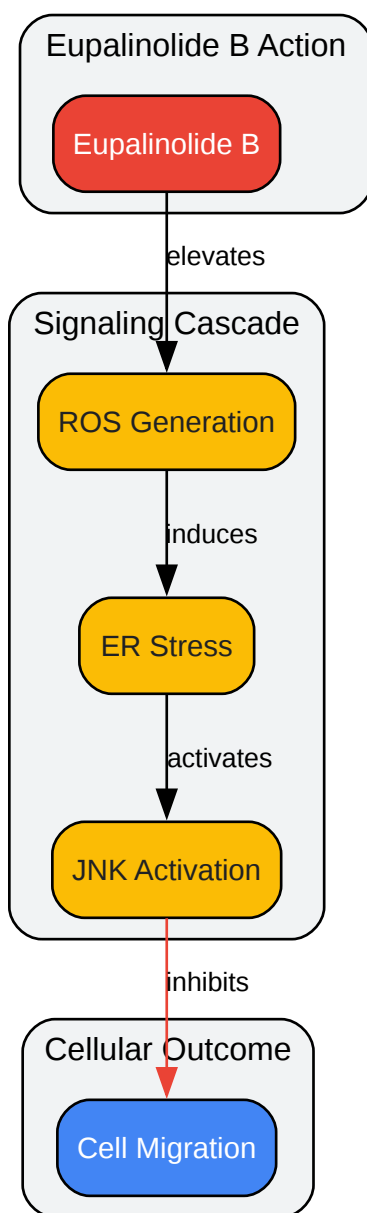 Eupalinolide B Action
Eupalinolide B
elevates
Signaling Cascade
ROS Generation
induces
ER Stress
activates
JNK Activation
inhibits
Cellular Outcome
Cell Migration